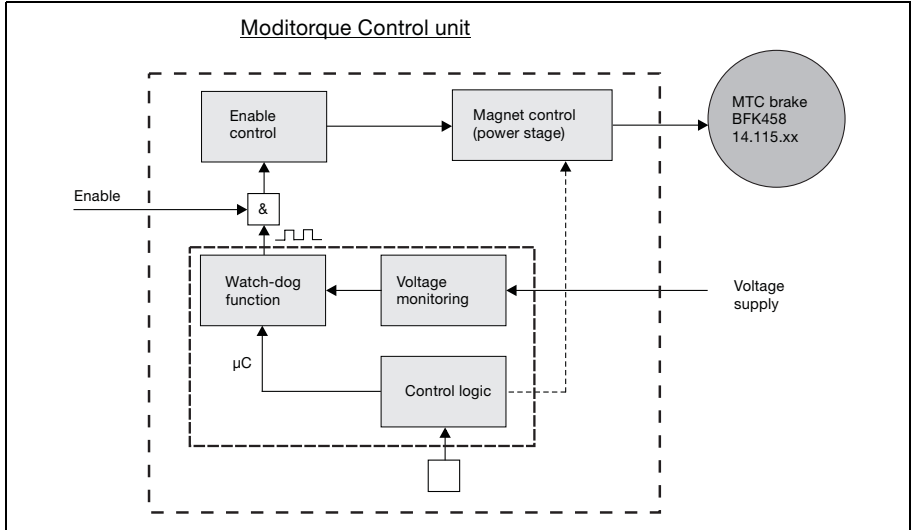 Moditorque Control unit
Enable
control
Magnet control
(power stage)
MTC brake
BFK458
14.115.xx
Enable
&
Watch-dog
function
Voltage
monitoring
Voltage
supply
µC
Control logic